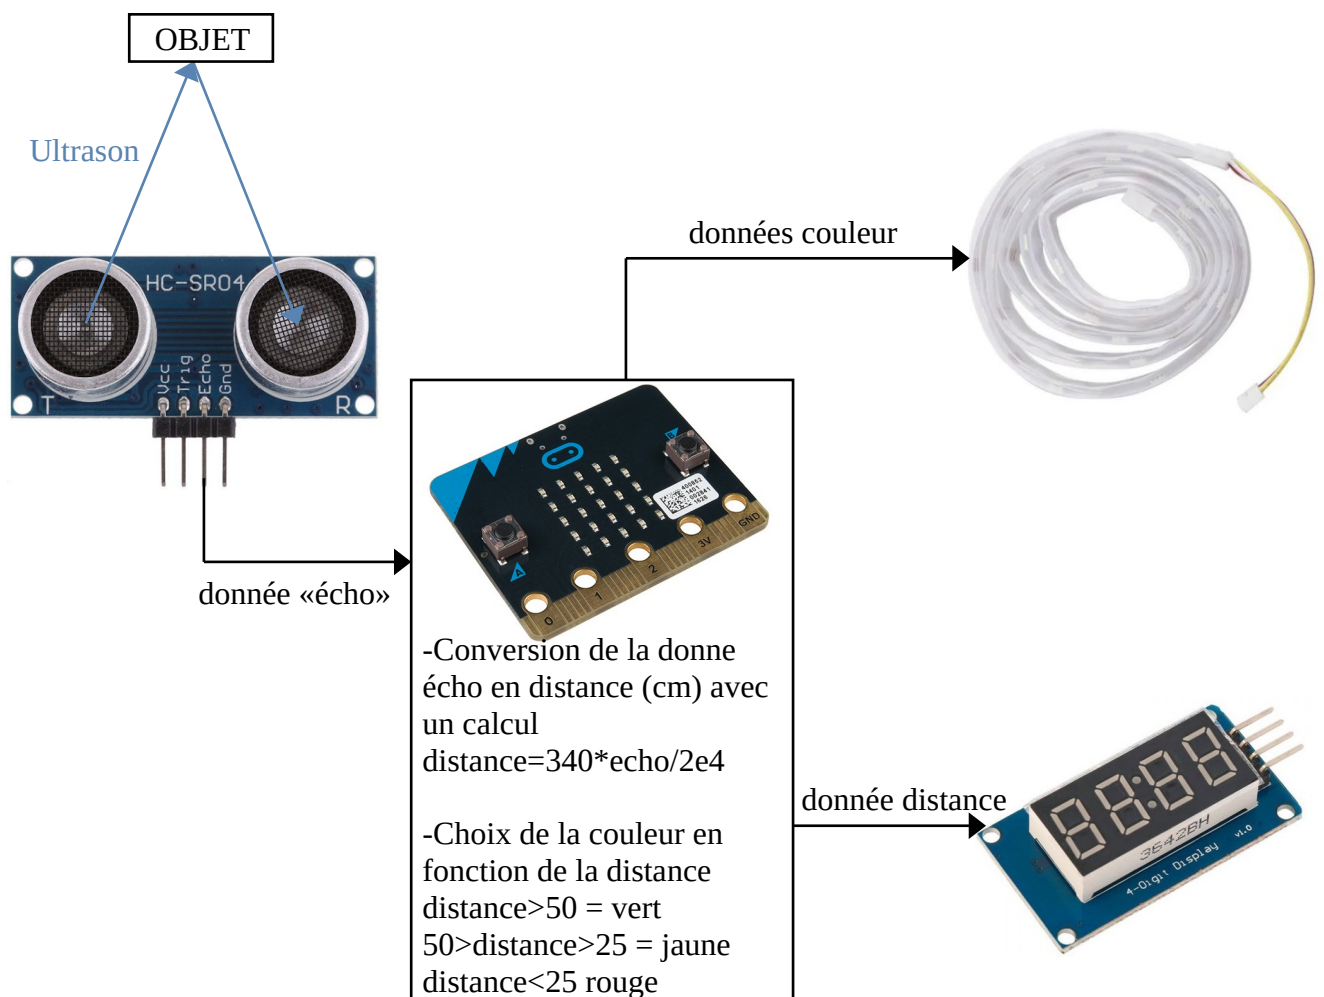 OBJET
Ultrason
HC-SR04
Vcc
Trig
Echo
Gnd
T
R
donnée «écho»
données couleur
A
B
0
1
2
3V
GND
-Conversion de la donne
écho en distance (cm) avec
un calcul
distance=340*echo/2e4
-Choix de la couleur en
fonction de la distance
distance>50 = vert
50>distance>25 = jaune
distance<25 rouge
donnée distance
3642BH
4-Digit Display
v1.0